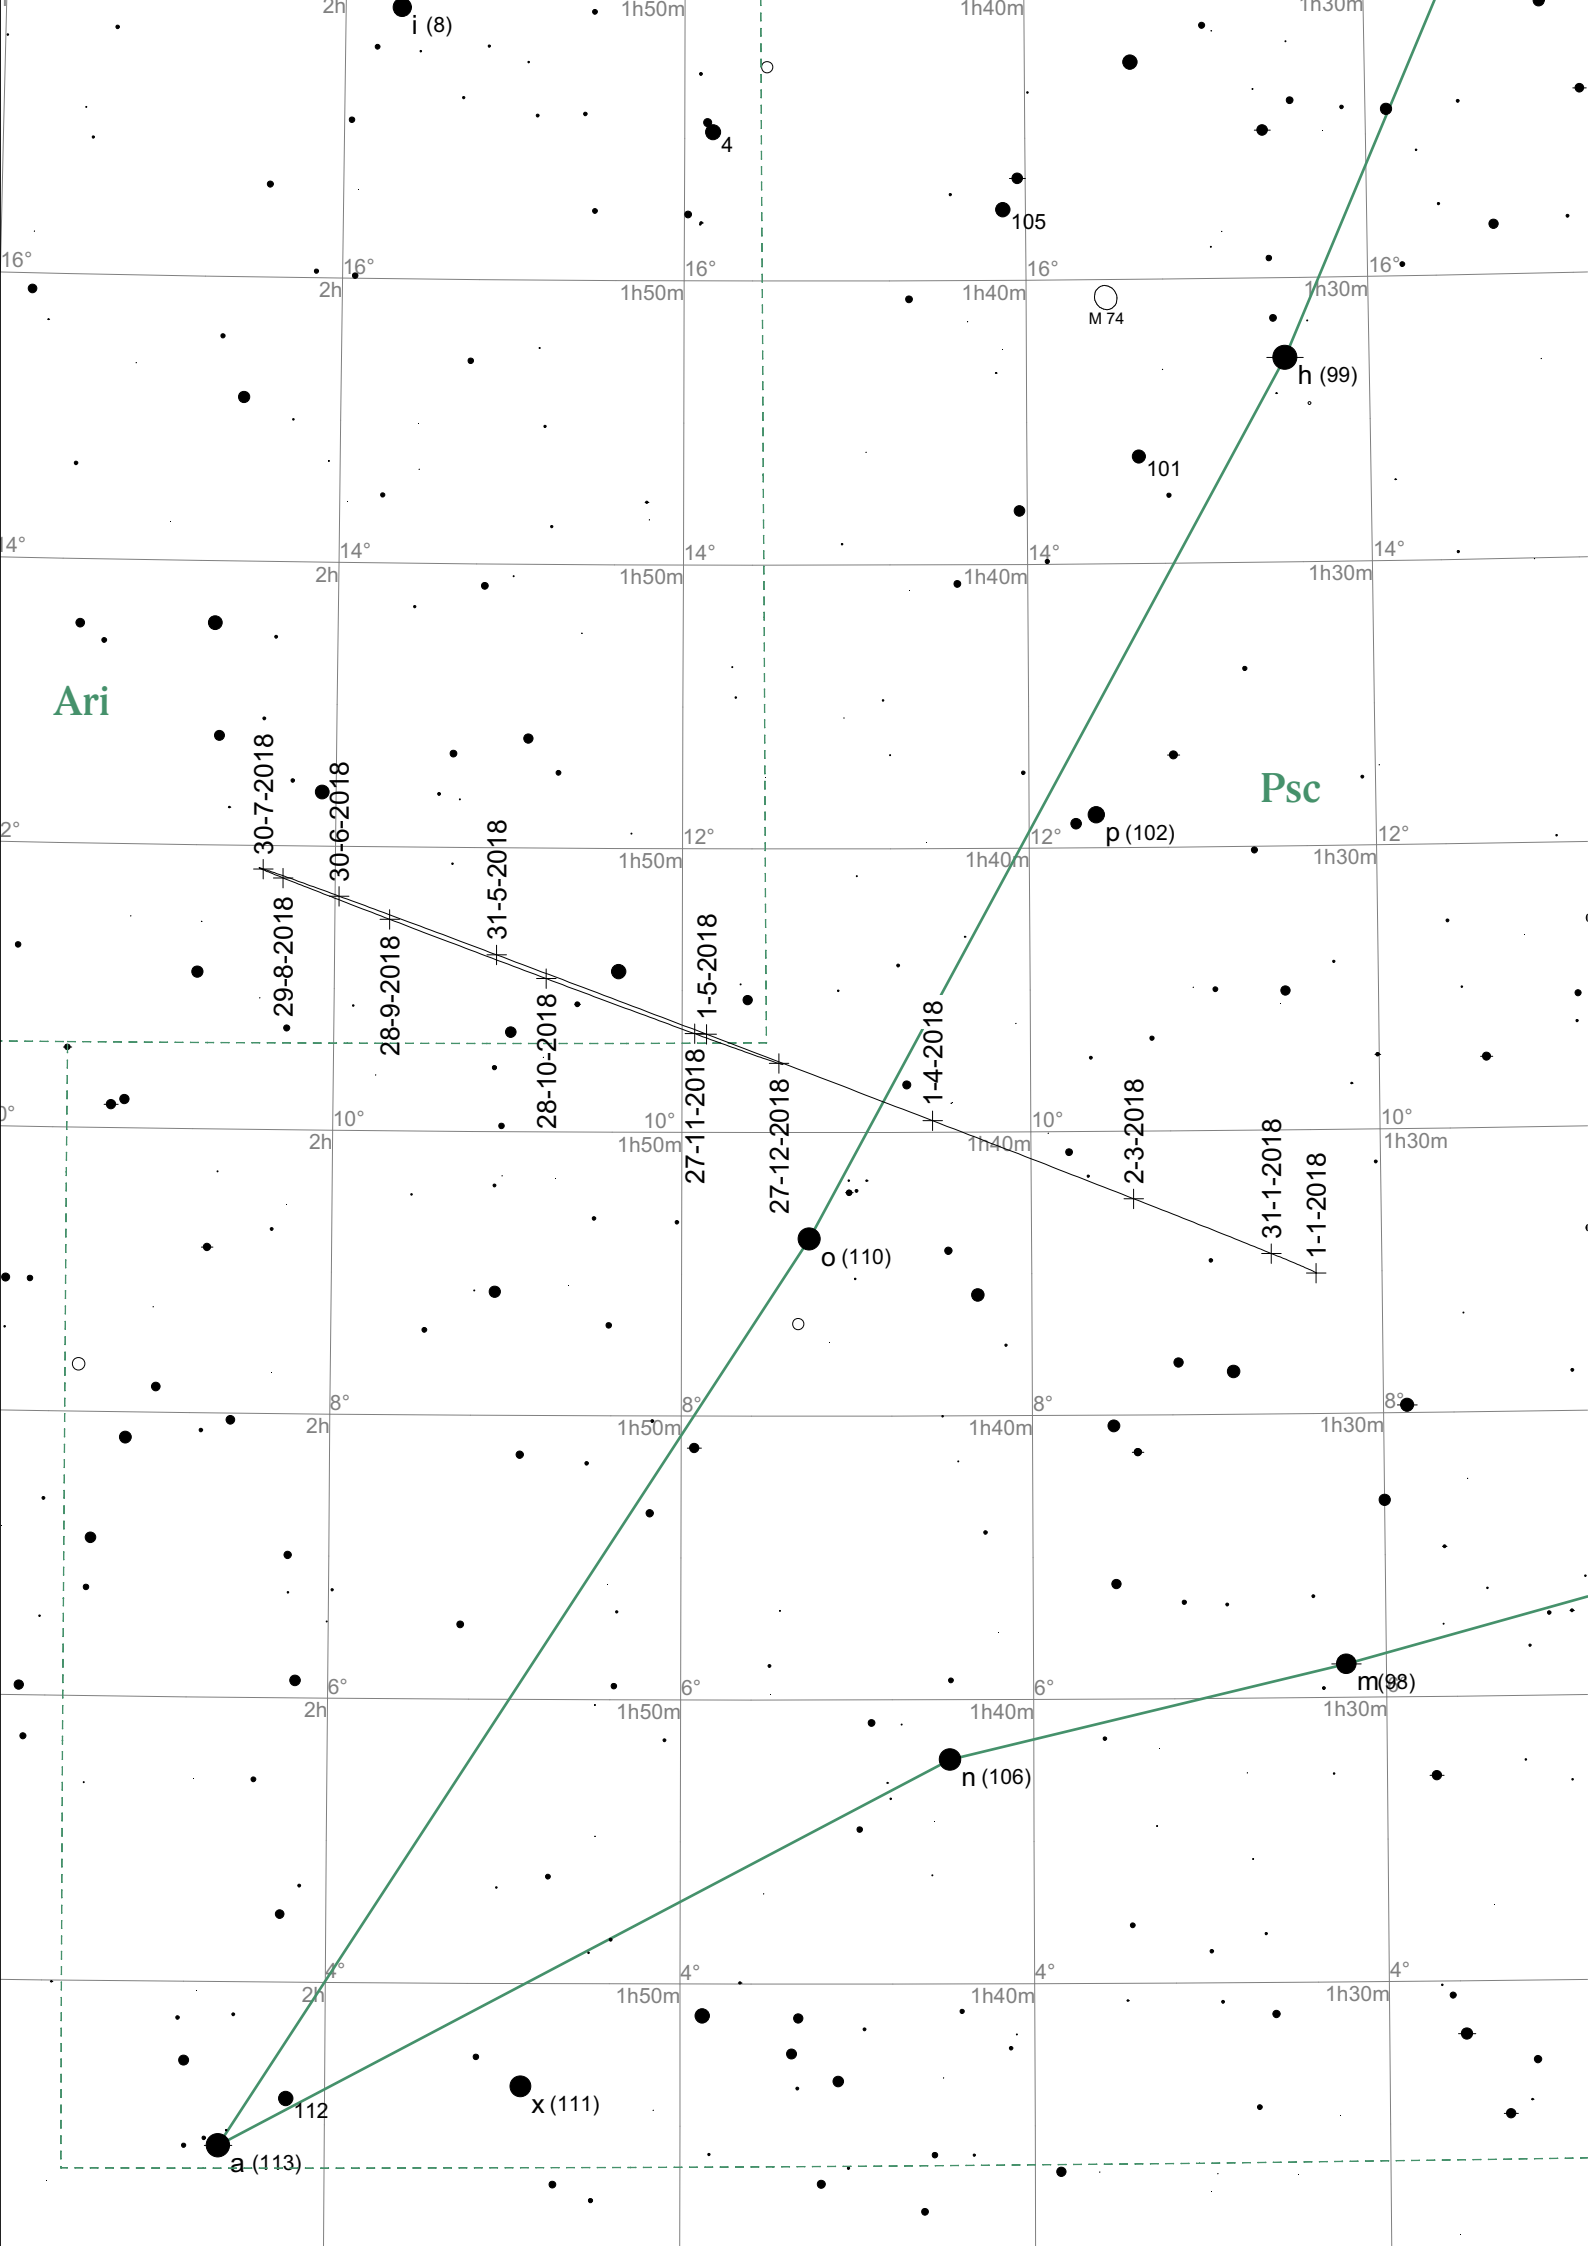 2h
1h50m
1h40m
1h30m
i (8)
4
105
16°
16°
16°
16°
2h
1h50m
1h40m
1h30m
M 74
h (99)
101
14°
14°
14°
14°
2h
1h50m
1h40m
1h30m
Ari
Psc
30-7-2018
30-6-2018
31-5-2018
1-5-2018
1-4-2018
2-3-2018
31-1-2018
1-1-2018
p (102)
2°
12°
12°
12°
1h50m
1h40m
1h30m
29-8-2018
28-9-2018
28-10-2018
27-11-2018
27-12-2018
0°
10°
10°
10°
10°
2h
1h50m
1h40m
1h30m
o (110)
8°
8°
8°
8°
2h
1h50m
1h40m
1h30m
m(98)
6°
6°
6°
2h
1h50m
1h40m
1h30m
n (106)
4°
4°
4°
4°
2h
1h50m
1h40m
1h30m
x (111)
112
a (113)